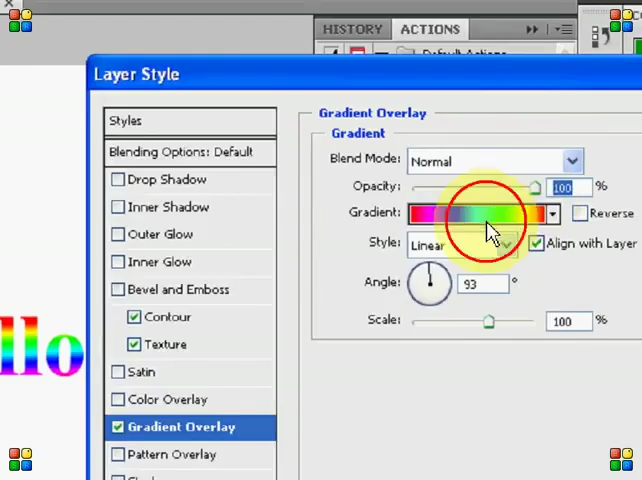 HISTORY ACTIONS
Default Actions
Layer Style
Styles
Blending Options: Default
Drop Shadow
Inner Shadow
Outer Glow
Inner Glow
Bevel and Emboss
Contour
Texture
Satin
Color Overlay
Gradient Overlay
Pattern Overlay
Gradient Overlay
Gradient
Blend Mode: Normal
Opacity: 100 %
Gradient: Reverse
Style: Linear Align with Layer
Angle: 93 °
Scale: 100 %
llo